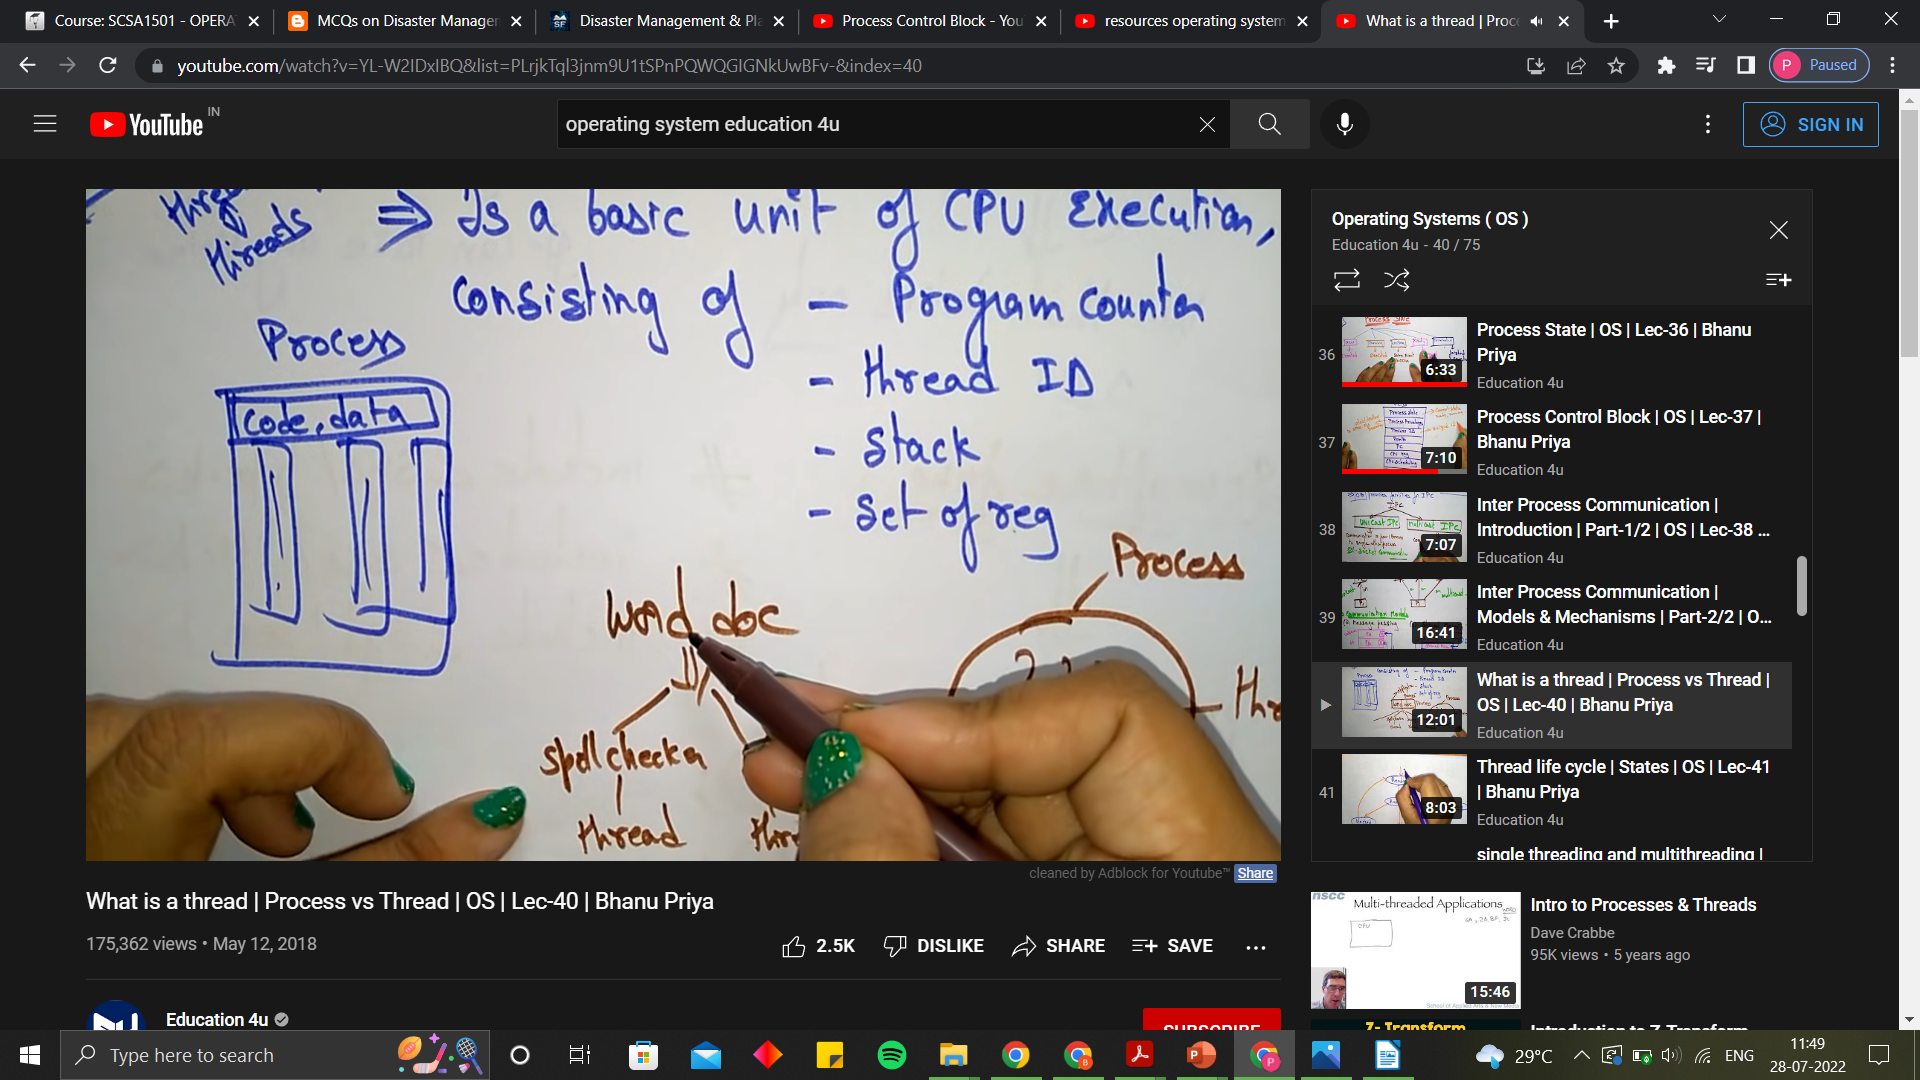 Course: SCSA1501 - OPERA
MCQs on Disaster Managen
Disaster Management & Pla
Process Control Block - You
resources operating system
What is a thread | Proce
youtube.com/watch?v=YL-W2IDxIBQ&list=PLrjkTql3jnm9U1tSPnPQWQGIGNkUwBFv-&index=40
P Paused
YouTube IN
operating system education 4u
SIGN IN
threads
⇒ Is a basic unit of CPU Execution,
Consisting of - Program counter
- thread ID
- Stack
- Set of reg
Process
Code, data
word doc
Process
spell checker
thread
cleaned by Adblock for Youtube™ Share
What is a thread | Process vs Thread | OS | Lec-40 | Bhanu Priya
175,362 views • May 12, 2018
2.5K DISLIKE SHARE SAVE ...
Education 4u
SUBSCRIBE
Operating Systems ( OS )
Education 4u - 40 / 75
36
6:33
Process State | OS | Lec-36 | Bhanu
Priya
Education 4u
37
7:10
Process Control Block | OS | Lec-37 |
Bhanu Priya
Education 4u
38
7:07
Inter Process Communication |
Introduction | Part-1/2 | OS | Lec-38 ...
Education 4u
39
16:41
Inter Process Communication |
Models & Mechanisms | Part-2/2 | O...
Education 4u
12:01
What is a thread | Process vs Thread |
OS | Lec-40 | Bhanu Priya
Education 4u
41
8:03
Thread life cycle | States | OS | Lec-41
| Bhanu Priya
Education 4u
single threading and multithreading |
nscc
Multi-threaded Applications
CPU
15:46
Intro to Processes & Threads
Dave Crabbe
95K views • 5 years ago
Z- Transform
Introduction to Z-Transform
Type here to search
29°C
ENG
11:49
28-07-2022